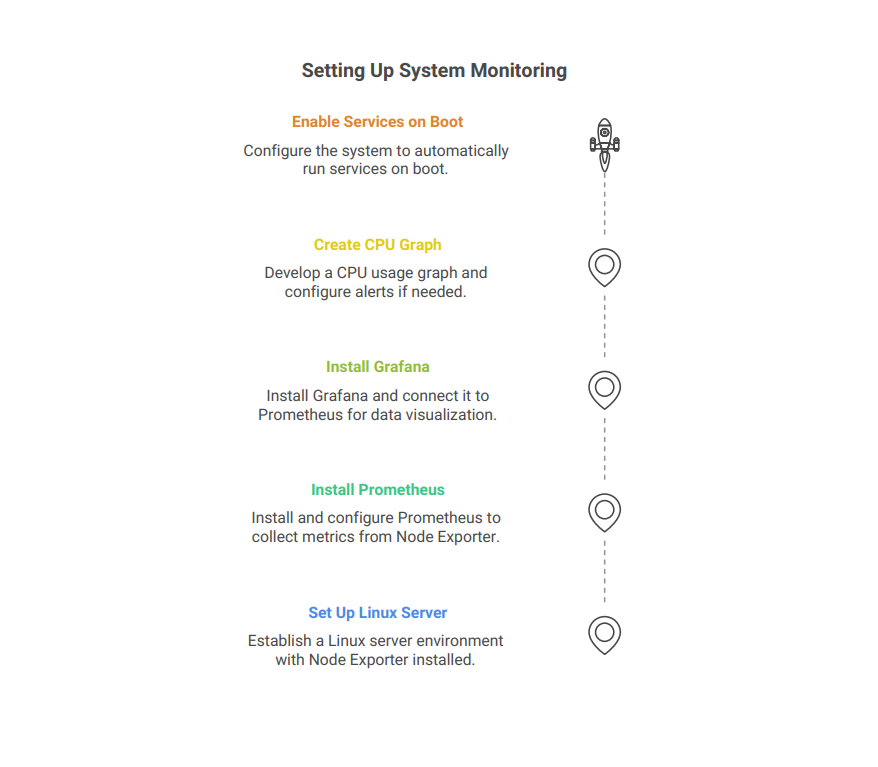 Setting Up System Monitoring
Enable Services on Boot
Configure the system to automatically
run services on boot.
Create CPU Graph
Develop a CPU usage graph and
configure alerts if needed.
Install Grafana
Install Grafana and connect it to
Prometheus for data visualization.
Install Prometheus
Install and configure Prometheus to
collect metrics from Node Exporter.
Set Up Linux Server
Establish a Linux server environment
with Node Exporter installed.